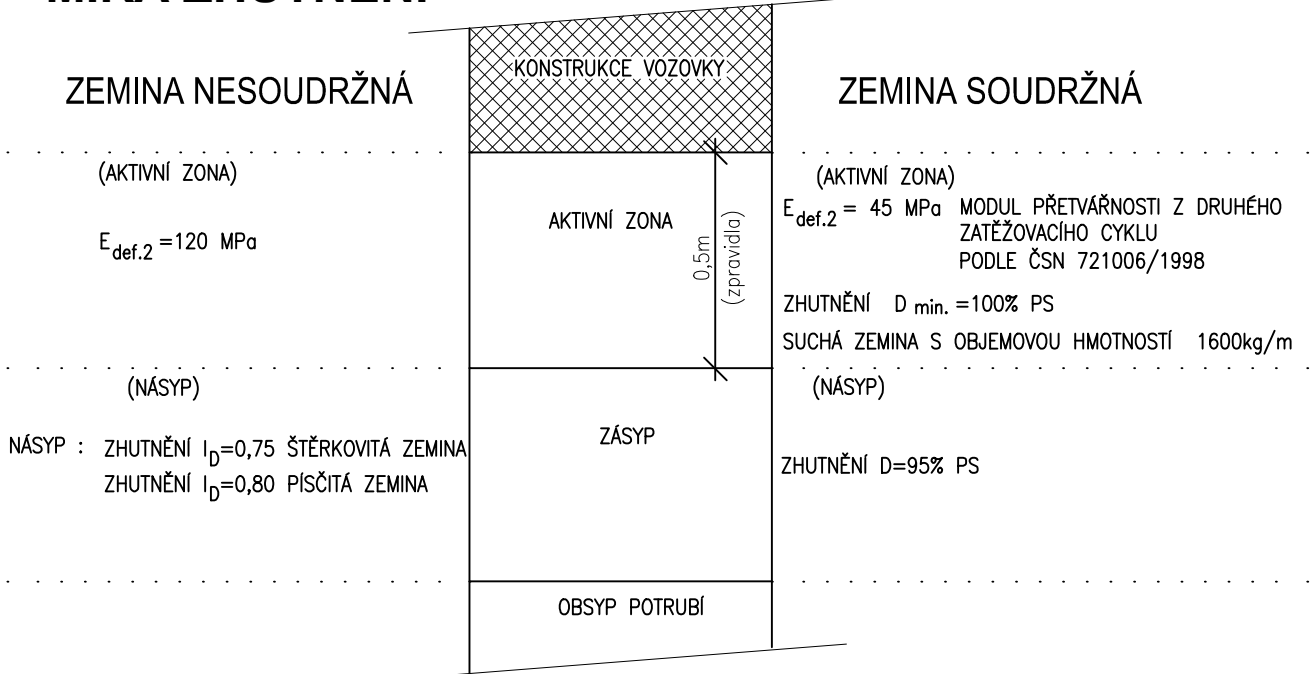 MÍRA ZHUTNĚNÍ
KONSTRUKCE VOZOVKY
ZEMINA NESOUDRŽNÁ
ZEMINA SOUDRŽNÁ
(AKTIVNÍ ZONA)
E def.2 =120 MPa
AKTIVNÍ ZONA
0,5m
(zpravidla)
(AKTIVNÍ ZONA)
E def.2 = 45 MPa MODUL PŘETVÁŘNOSTI Z DRUHÉHO
ZATĚŽOVACÍHO CYKLU
PODLE ČSN 721006/1998
ZHUTNĚNÍ D min. =100% PS
SUCHÁ ZEMINA S OBJEMOVOU HMOTNOSTÍ 1600kg/m
(NÁSYP)
NÁSYP : ZHUTNĚNÍ I D=0,75 ŠTĚRKOVITÁ ZEMINA
ZHUTNĚNÍ I D=0,80 PÍSČITÁ ZEMINA
ZÁSYP
(NÁSYP)
ZHUTNĚNÍ D=95% PS
OBSYP POTRUBÍ